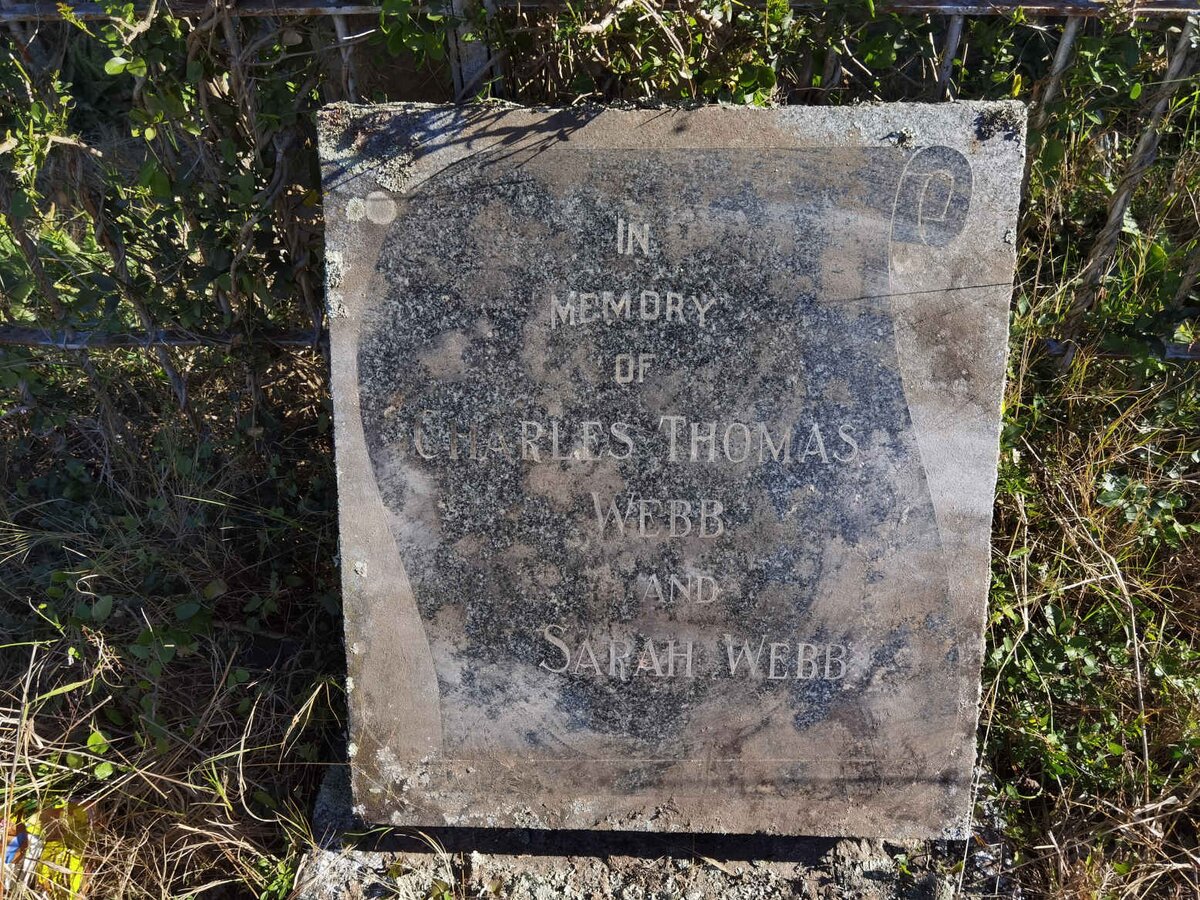 IN
MEMORY
OF
CHARLES THOMAS
WEBB
AND
SARAH WEBB